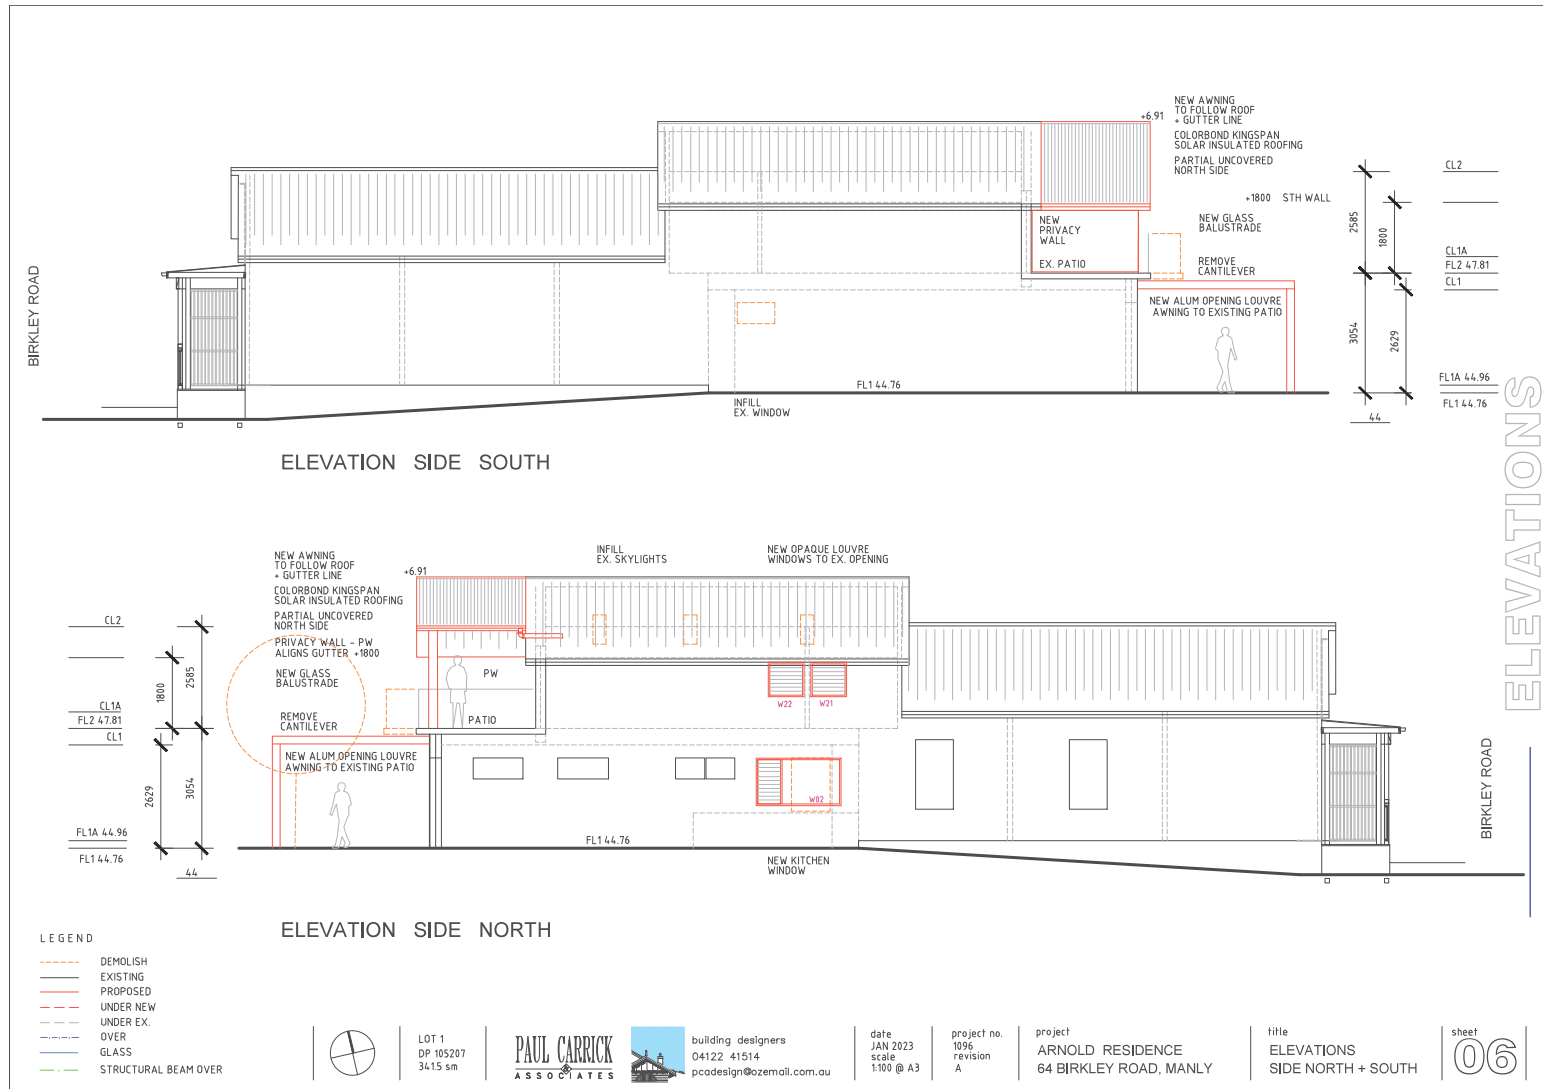 NEW AWNING
TO FOLLOW ROOF
+ GUTTER LINE
+6.91
COLORBOND KINGSPAN
SOLAR INSULATED ROOFING
PARTIAL UNCOVERED
NORTH SIDE
CL2
+1800 STH WALL
NEW
PRIVACY
WALL
NEW GLASS
BALUSTRADE
2585
1800
EX. PATIO
REMOVE
CANTILEVER
CL1A
FL2 47.81
CL1
BIRKLEY ROAD
NEW ALUM OPENING LOUVRE
AWNING TO EXISTING PATIO
3054
2629
FL1 44.76
FL1A 44.96
FL1 44.76
INFILL
EX. WINDOW
44
ELEVATION SIDE SOUTH
ELEVATIONS
NEW AWNING
TO FOLLOW ROOF
+ GUTTER LINE
+6.91
INFILL
EX. SKYLIGHTS
NEW OPAQUE LOUVRE
WINDOWS TO EX. OPENING
COLORBOND KINGSPAN
SOLAR INSULATED ROOFING
PARTIAL UNCOVERED
NORTH SIDE
CL2
PRIVACY WALL - PW
ALIGNS GUTTER +1800
NEW GLASS
BALUSTRADE
PW
1800
2585
W22
W21
CL1A
FL2 47.81
CL1
REMOVE
CANTILEVER
PATIO
NEW ALUM OPENING LOUVRE
AWNING TO EXISTING PATIO
2629
3054
W02
BIRKLEY ROAD
FL1A 44.96
FL1 44.76
FL1 44.76
44
NEW KITCHEN
WINDOW
ELEVATION SIDE NORTH
LEGEND
DEMOLISH
EXISTING
PROPOSED
UNDER NEW
UNDER EX.
OVER
GLASS
STRUCTURAL BEAM OVER
LOT 1
DP 105207
341.5 sm
PAUL CARRICK
&
ASSOCIATES
building designers
04122 41514
pcadesign@ozemail.com.au
date
JAN 2023
scale
1:100 @ A3
project no.
1096
revision
A
project
ARNOLD RESIDENCE
64 BIRKLEY ROAD, MANLY
title
ELEVATIONS
SIDE NORTH + SOUTH
sheet
06